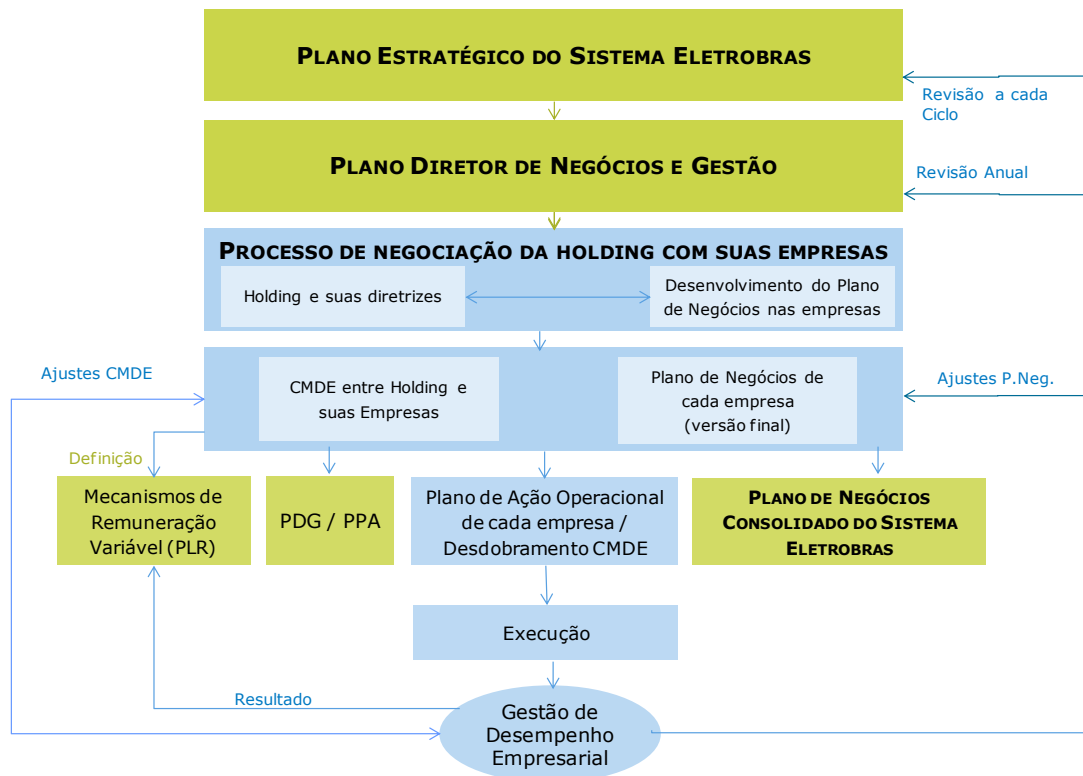 PLANO ESTRATÉGICO DO SISTEMA ELETROBRAS
Revisão a cada
Ciclo
PLANO DIRETOR DE NEGÓCIOS E GESTÃO
Revisão Anual
PROCESSO DE NEGOCIAÇÃO DA HOLDING COM SUAS EMPRESAS
Holding e suas diretrizes
Desenvolvimento do Plano
de Negócios nas empresas
Ajustes CMDE
CMDE entre Holding e
suas Empresas
Plano de Negócios de
cada empresa
(versão final)
Ajustes P.Neg.
Definição
Mecanismos de
Remuneração
Variável (PLR)
PDG / PPA
Plano de Ação Operacional
de cada empresa /
Desdobramento CMDE
PLANO DE NEGÓCIOS
CONSOLIDADO DO SISTEMA
ELETROBRAS
Execução
Resultado
Gestão de
Desempenho
Empresarial